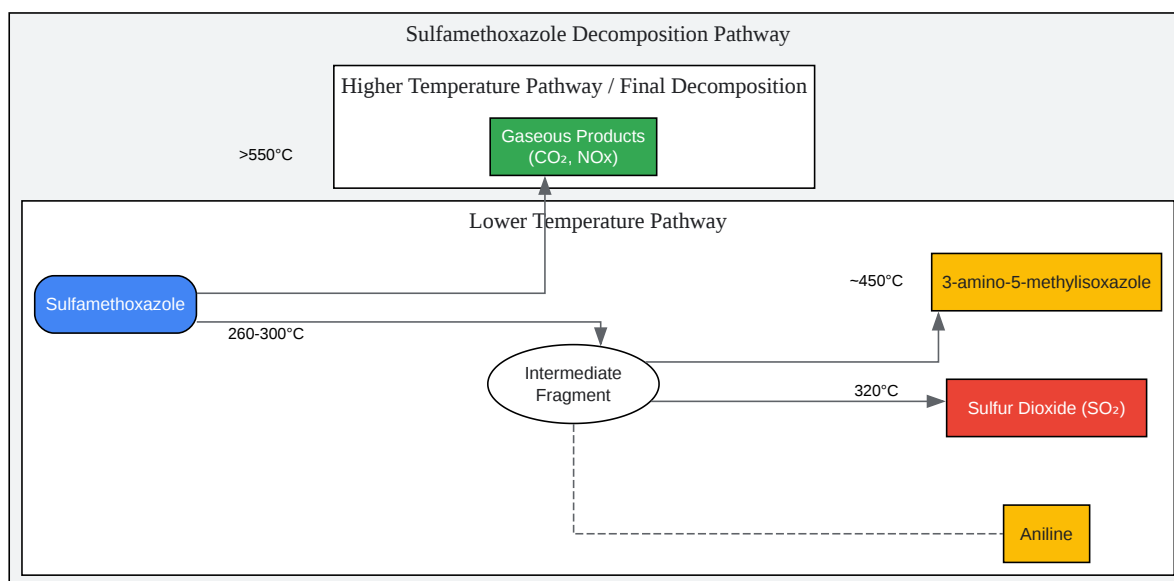 Sulfamethoxazole Decomposition Pathway
Higher Temperature Pathway / Final Decomposition
Gaseous Products
(CO₂, NOx)
>550°C
Lower Temperature Pathway
Sulfamethoxazole
260-300°C
~450°C
3-amino-5-methylisoxazole
Intermediate
Fragment
320°C
Sulfur Dioxide (SO₂)
Aniline